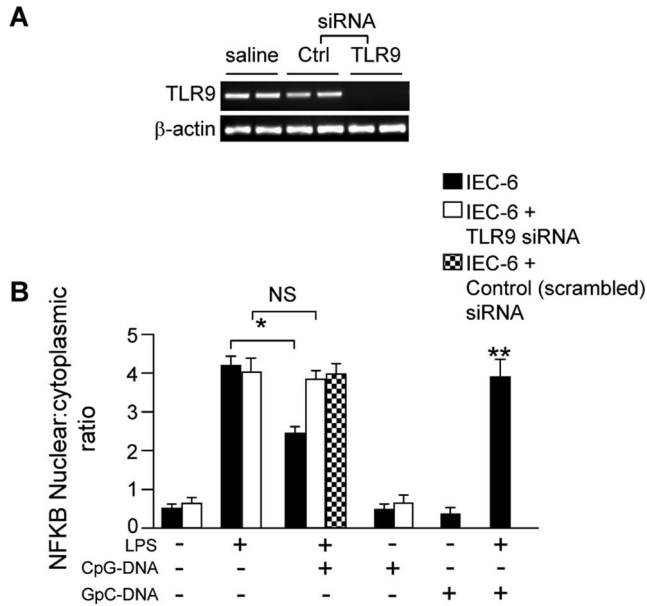 A
siRNA
saline Ctrl TLR9
TLR9
β-actin
IEC-6
IEC-6 +
TLR9 siRNA
IEC-6 +
Control (scrambled)
siRNA
B
NFKB Nuclear:cytoplasmic
ratio
NS
*
**
5
4
3
2
1
0
LPS - + + - - +
CpG-DNA - - + + - -
GpC-DNA - - - - + +